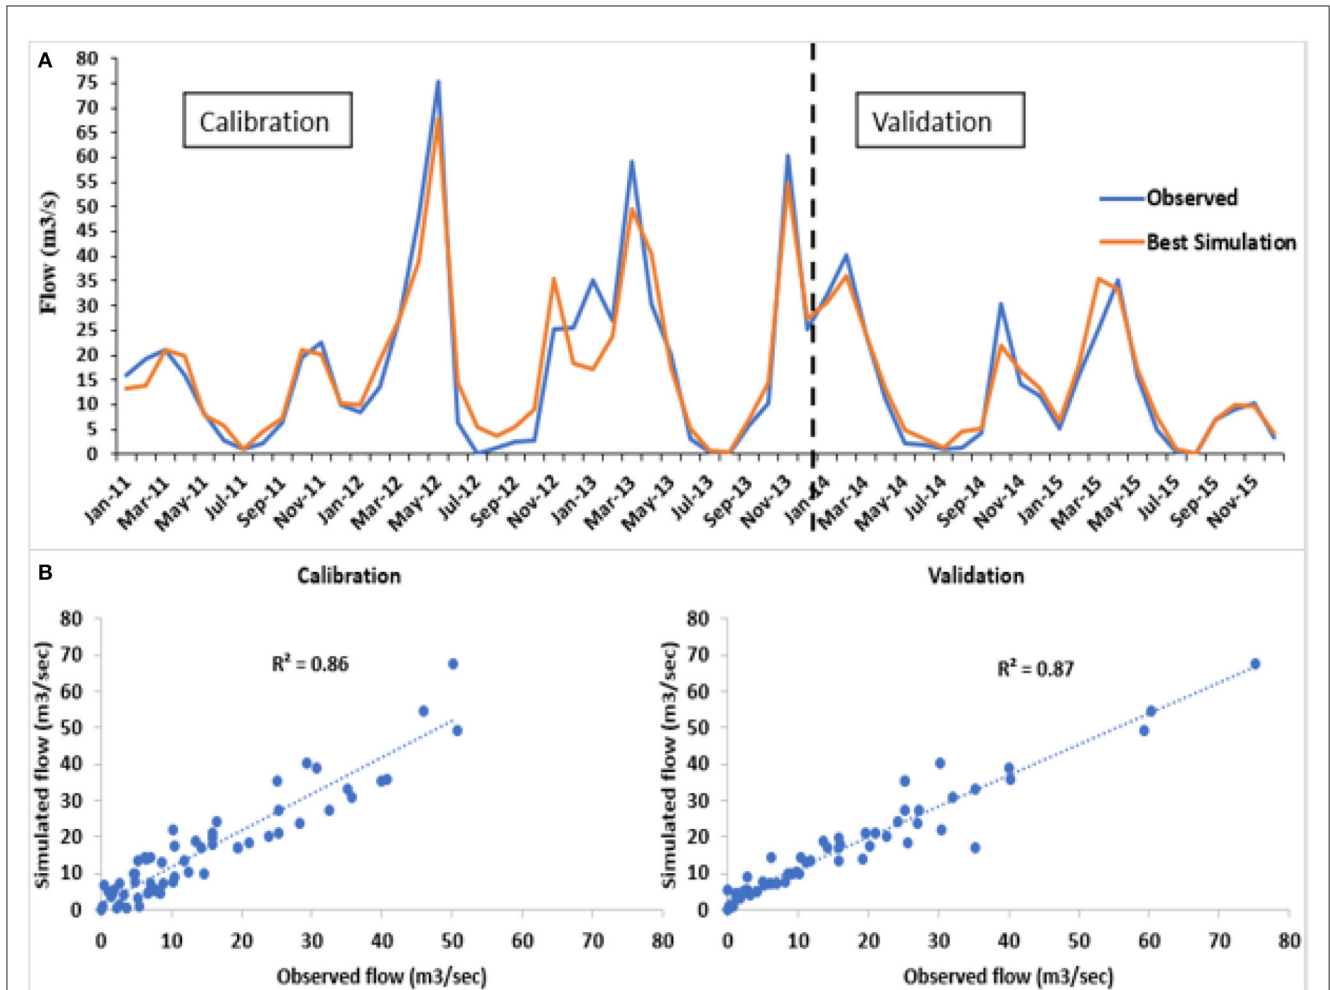 A
80
75
70
65
60
55
50
45
40
35
30
25
20
15
10
5
0
Flow (m3/s)
Calibration
Validation
Observed
Best Simulation
Jan-11 Mar-11 May-11 Jul-11 Sep-11 Nov-11 Jan-12 Mar-12 May-12 Jul-12 Sep-12 Nov-12 Jan-13 Mar-13 May-13 Jul-13 Sep-13 Nov-13 Jan-14 Mar-14 May-14 Jul-14 Sep-14 Nov-14 Jan-15 Mar-15 May-15 Jul-15 Sep-15 Nov-15
B
Calibration
80
70
60
50
40
30
20
10
0
Simulated flow (m3/sec)
R² = 0.86
0 10 20 30 40 50 60 70 80
Observed flow (m3/sec)
Validation
80
70
60
50
40
30
20
10
0
Simulated flow (m3/sec)
R² = 0.87
0 10 20 30 40 50 60 70 80
Observed flow (m3/sec)